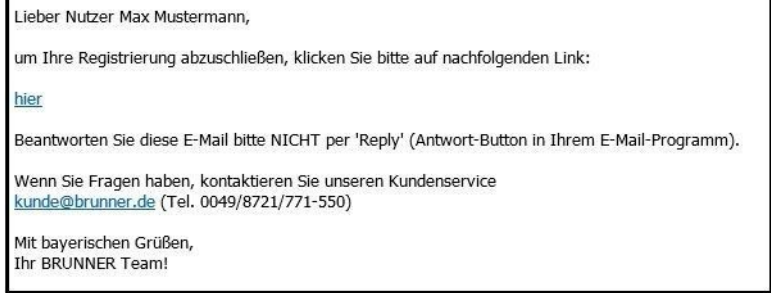 Lieber Nutzer Max Mustermann,
um Ihre Registrierung abzuschließen, klicken Sie bitte auf nachfolgenden Link:
hier
Beantworten Sie diese E-Mail bitte NICHT per 'Reply' (Antwort-Button in Ihrem E-Mail-Programm).
Wenn Sie Fragen haben, kontaktieren Sie unseren Kundenservice
kunde@brunner.de (Tel. 0049/8721/771-550)
Mit bayerischen Grüßen,
Ihr BRUNNER Team!